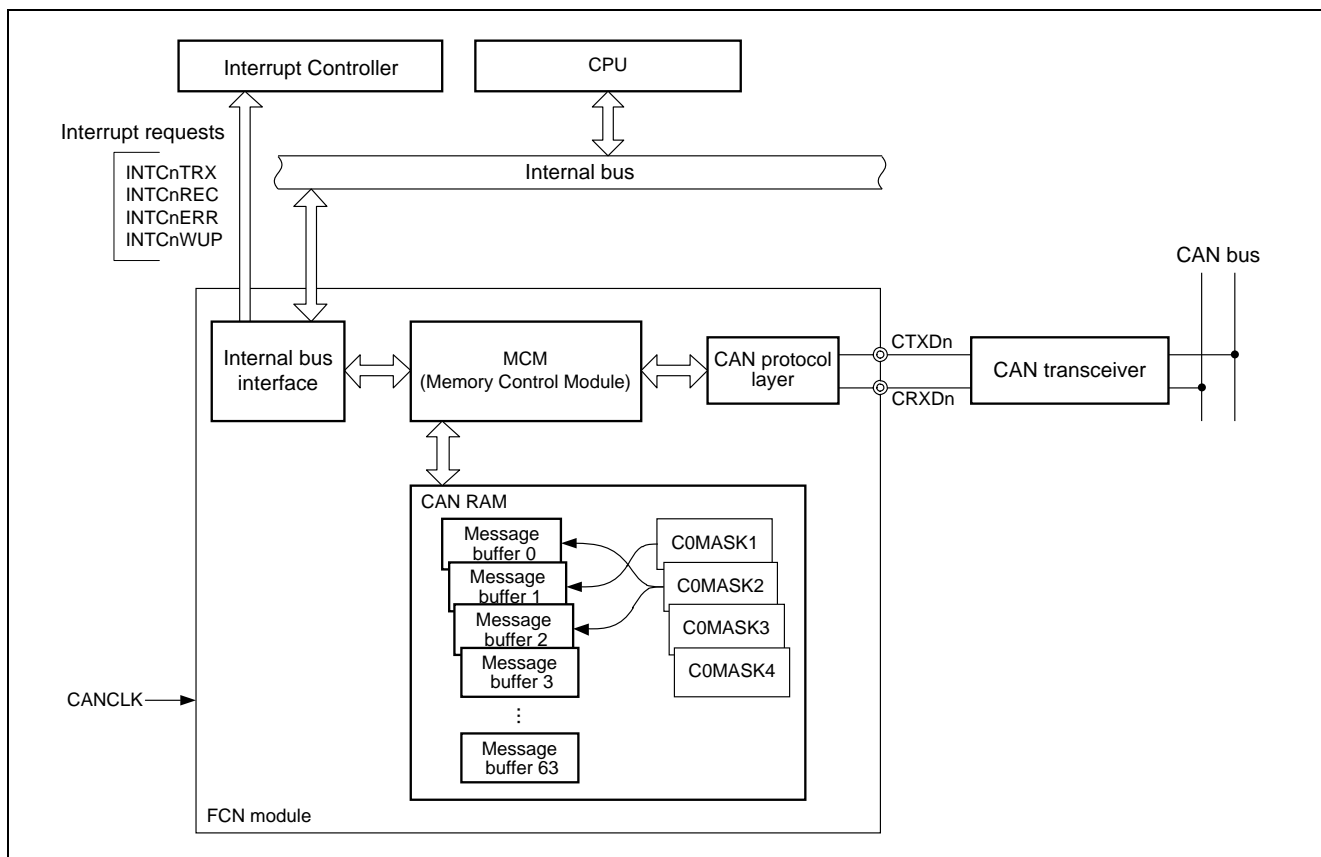 Interrupt Controller
CPU
Interrupt requests
INTCnTRX
INTCnREC
INTCnERR
INTCnWUP
Internal bus
CAN bus
Internal bus
interface
MCM
(Memory Control Module)
CAN protocol
layer
CTXDn
CRXDn
CAN transceiver
CAN RAM
Message
buffer 0
Message
buffer 1
Message
buffer 2
Message
buffer 3
...
Message
buffer 63
C0MASK1
C0MASK2
C0MASK3
C0MASK4
CANCLK
FCN module